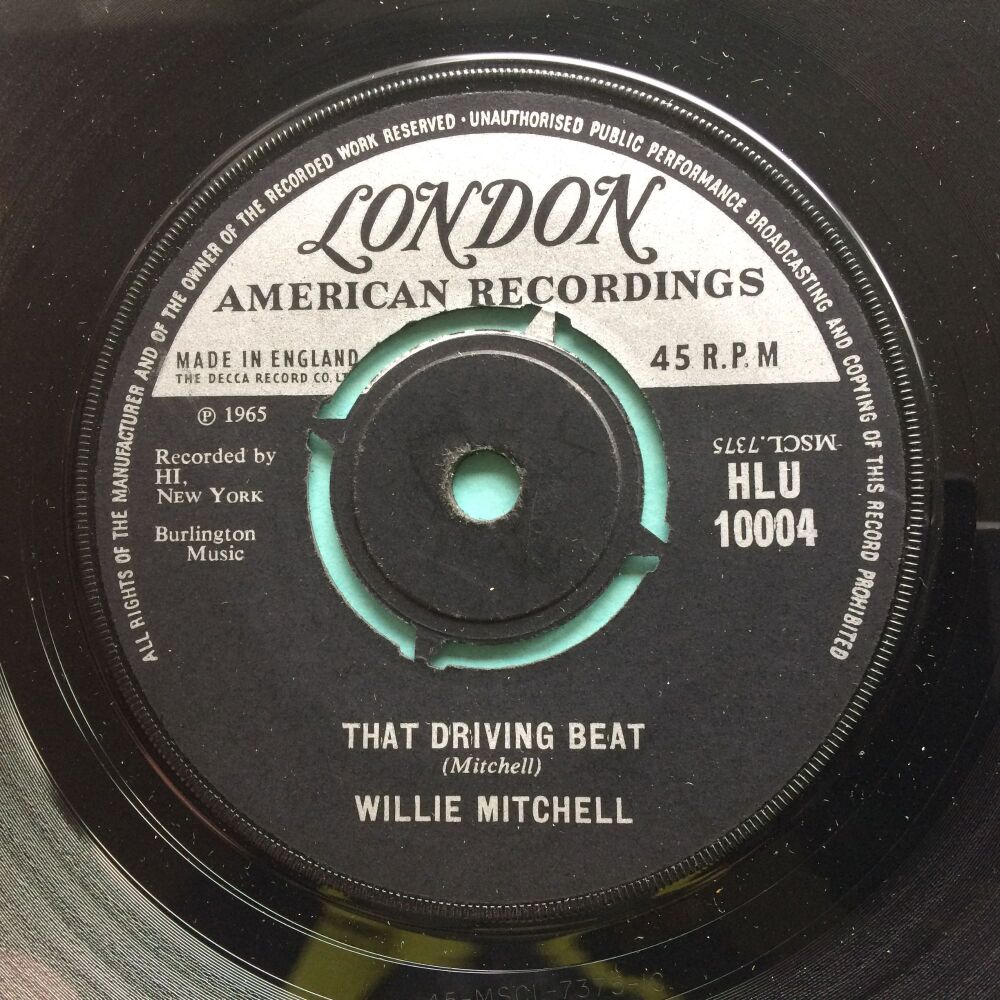 ALL RIGHTS OF THE MANUFACTURER AND OF THE OWNER OF THE RECORDED WORK RESERVED · UNAUTHORISED PUBLIC PERFORMANCE BROADCASTING AND COPYING OF THIS RECORD PROHIBITED
LONDON
AMERICAN RECORDINGS
MADE IN ENGLAND
THE DECCA RECORD CO. LT
45 R.P.M
℗ 1965
Recorded by
HI,
NEW YORK
Burlington
Music
MSCL.7375
HLU
10004
THAT DRIVING BEAT
(Mitchell)
WILLIE MITCHELL